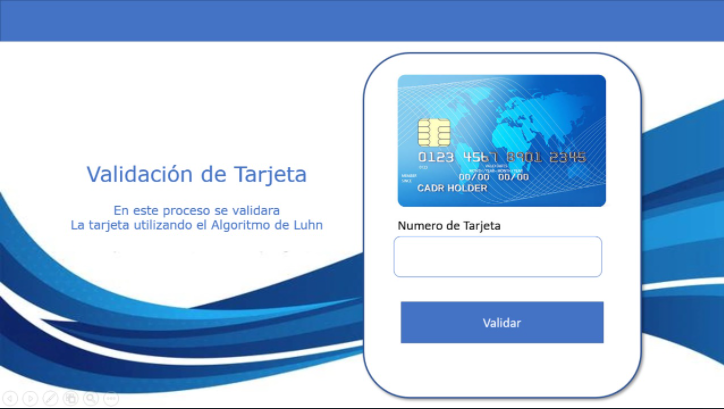 Validación de Tarjeta
En este proceso se validara
La tarjeta utilizando el Algoritmo de Luhn
0123 4567 8901 2345
00/00 00/00
CADR HOLDER
Numero de Tarjeta
Validar